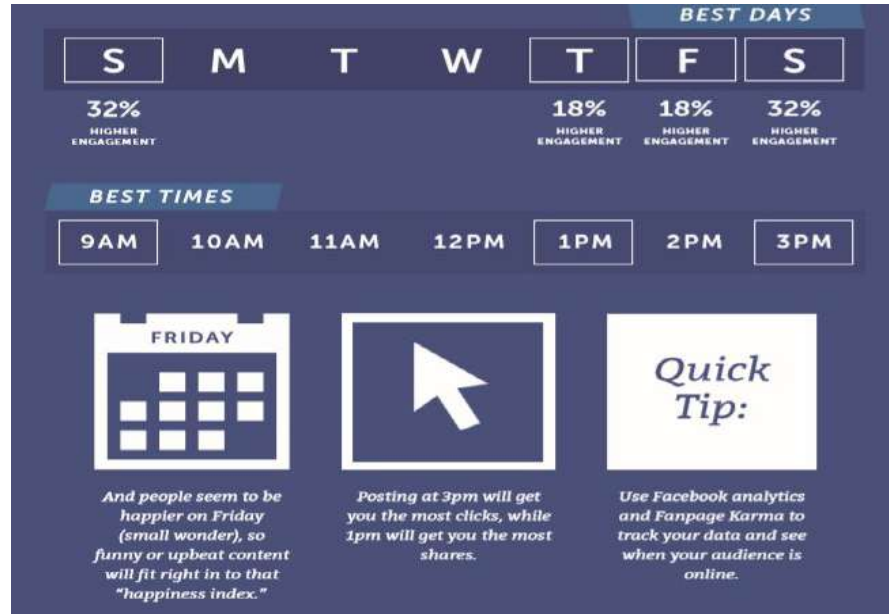 BEST DAYS
S M T W T F S
32% 18% 18% 32%
HIGHER HIGHER HIGHER HIGHER
ENGAGEMENT ENGAGEMENT ENGAGEMENT ENGAGEMENT
BEST TIMES
9AM 10AM 11AM 12PM 1PM 2PM 3PM
FRIDAY
And people seem to be
happier on Friday
(small wonder), so
funny or upbeat content
will fit right in to that
“happiness index.”
Posting at 3pm will get
you the most clicks, while
1pm will get you the most
shares.
Quick
Tip:
Use Facebook analytics
and Fanpage Karma to
track your data and see
when your audience is
online.